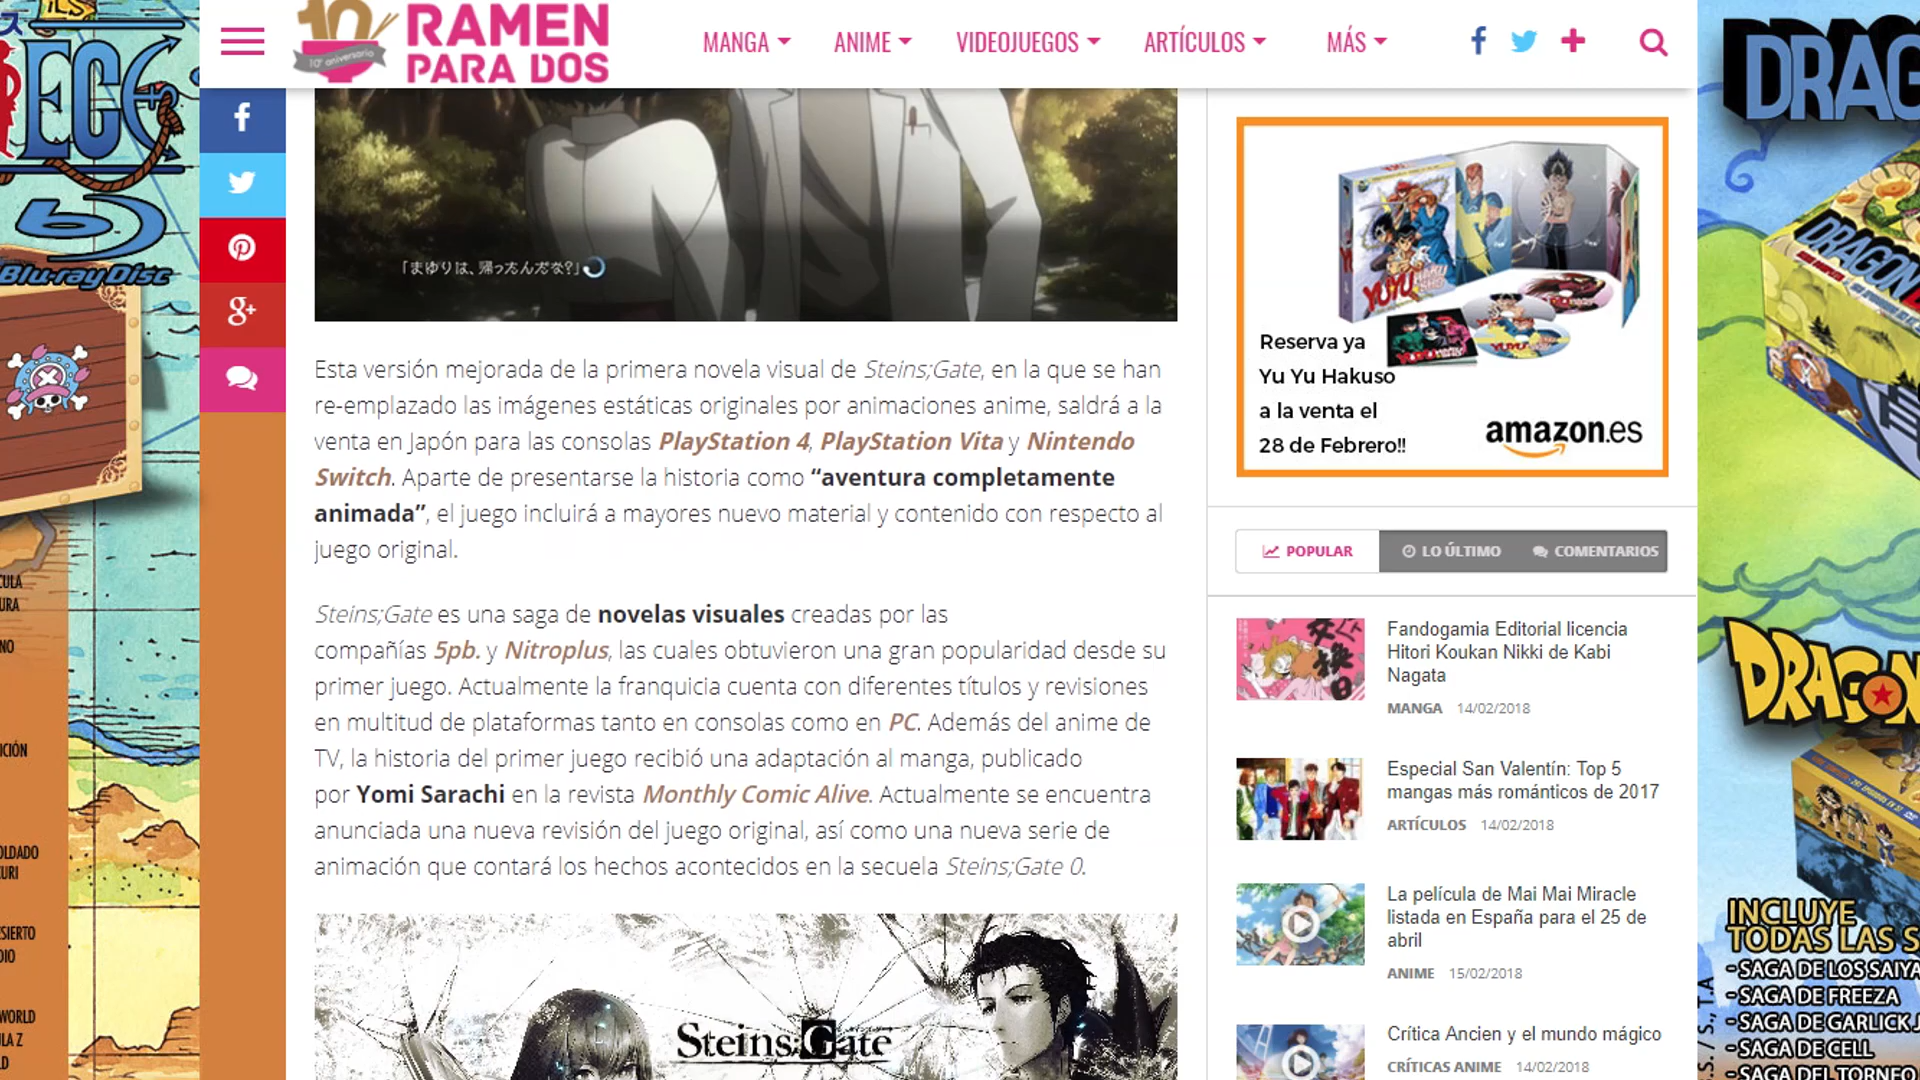 10
10º aniversario
RAMEN
PARA DOS
MANGA
ANIME
VIDEOJUEGOS
ARTÍCULOS
MÁS
「まゆりは、帰ったんだな?」
Esta versión mejorada de la primera novela visual de Steins;Gate, en la que se han
re-emplazado las imágenes estáticas originales por animaciones anime, saldrá a la
venta en Japón para las consolas PlayStation 4, PlayStation Vita y Nintendo
Switch. Aparte de presentarse la historia como “aventura completamente
animada”, el juego incluirá a mayores nuevo material y contenido con respecto al
juego original.
Steins;Gate es una saga de novelas visuales creadas por las
compañías 5pb. y Nitroplus, las cuales obtuvieron una gran popularidad desde su
primer juego. Actualmente la franquicia cuenta con diferentes títulos y revisiones
en multitud de plataformas tanto en consolas como en PC. Además del anime de
TV, la historia del primer juego recibió una adaptación al manga, publicado
por Yomi Sarachi en la revista Monthly Comic Alive. Actualmente se encuentra
anunciada una nueva revisión del juego original, así como una nueva serie de
animación que contará los hechos acontecidos en la secuela Steins;Gate 0.
Steins;Gate
Reserva ya
Yu Yu Hakuso
a la venta el
28 de Febrero!!
amazon.es
POPULAR
LO ÚLTIMO
COMENTARIOS
Fandogamia Editorial licencia
Hitori Koukan Nikki de Kabi
Nagata
MANGA 14/02/2018
Especial San Valentín: Top 5
mangas más románticos de 2017
ARTÍCULOS 14/02/2018
La película de Mai Mai Miracle
listada en España para el 25 de
abril
ANIME 15/02/2018
Crítica Ancien y el mundo mágico
CRÍTICAS ANIME 14/02/2018
Blu-ray Disc
DRAG
DRAGON
INCLUYE
TODAS LAS S
- SAGA DE LOS SAIYA
- SAGA DE FREEZA
- SAGA DE GARLICK J
- SAGA DE CELL
- SAGA DEL TORNEO